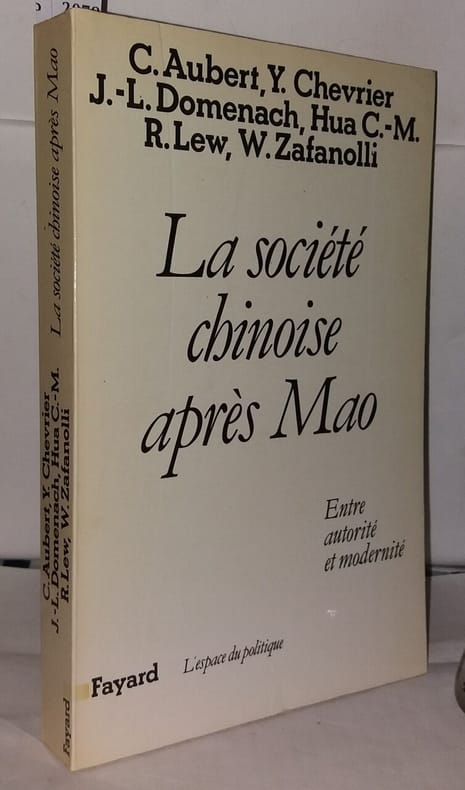 C. Aubert, Y. Chevrier
J.-L. Domenach, Hua C.-M.
R. Lew, W. Zafanolli
La société
chinoise
après Mao
Entre
autorité
et modernité
Fayard
L'espace du politique
La société chinoise après Mao
C. Aubert, Y. Chevrier
J.-L. Domenach, Hua C.-M.
R. Lew, W. Zafanolli
Fayard